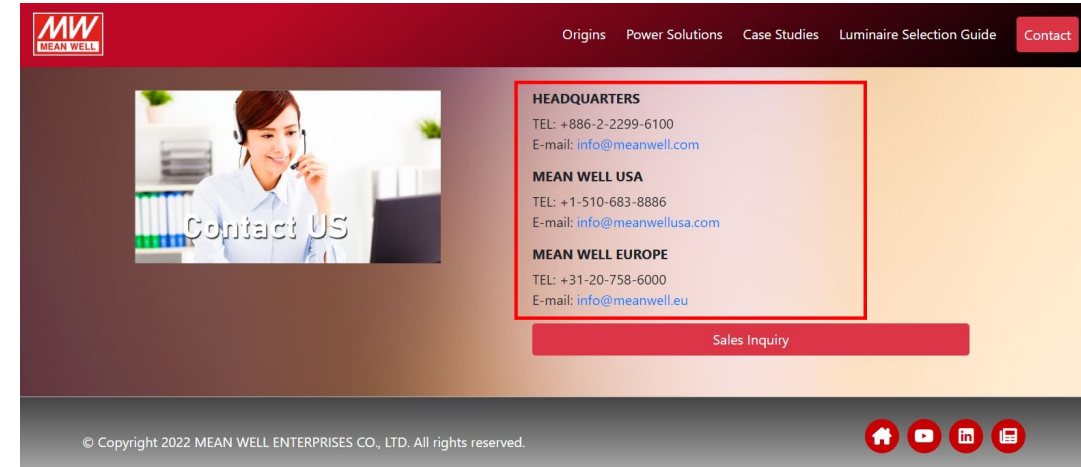 MW
MEAN WELL
Origins Power Solutions Case Studies Luminaire Selection Guide Contact
Contact US
HEADQUARTERS
TEL: +886-2-2299-6100
E-mail: info@meanwell.com
MEAN WELL USA
TEL: +1-510-683-8886
E-mail: info@meanwellusa.com
MEAN WELL EUROPE
TEL: +31-20-758-6000
E-mail: info@meanwell.eu
Sales Inquiry
© Copyright 2022 MEAN WELL ENTERPRISES CO., LTD. All rights reserved.
in